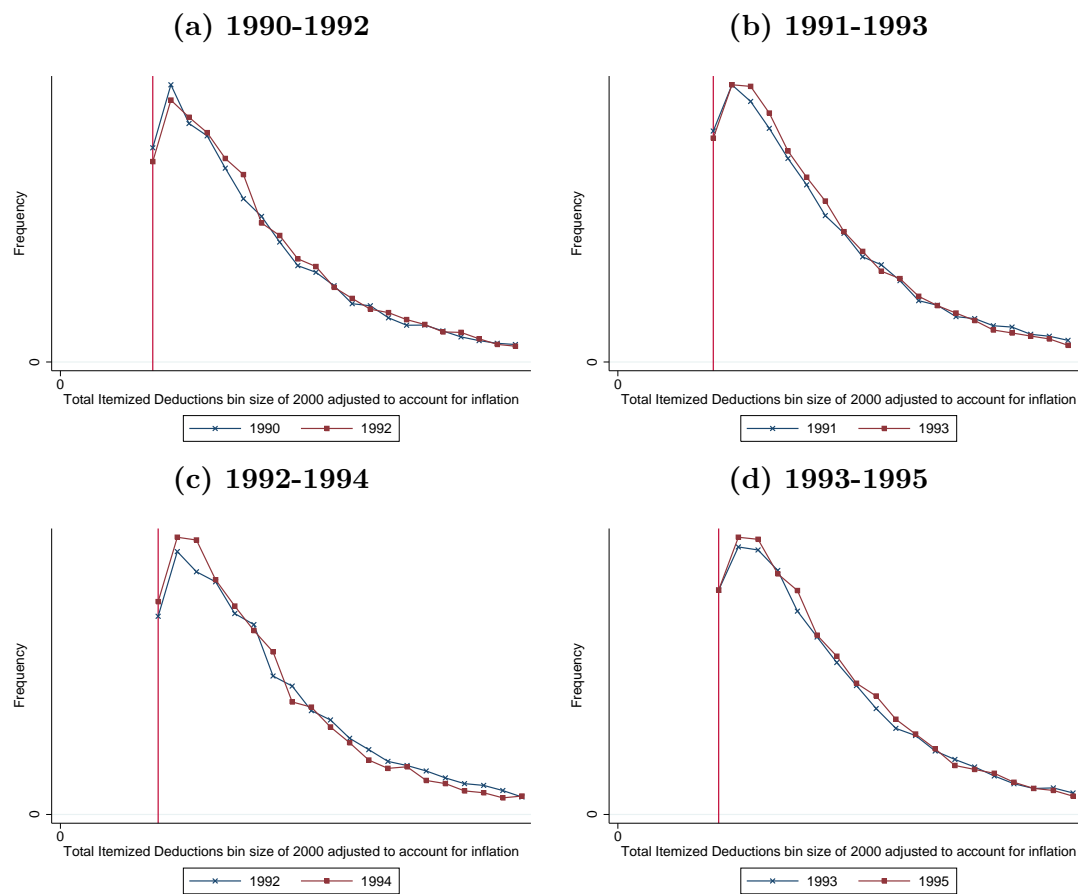 (a) 1990-1992
Frequency
0
0
Total Itemized Deductions bin size of 2000 adjusted to account for inflation
1990 1992
(b) 1991-1993
Frequency
0
0
Total Itemized Deductions bin size of 2000 adjusted to account for inflation
1991 1993
(c) 1992-1994
Frequency
0
0
Total Itemized Deductions bin size of 2000 adjusted to account for inflation
1992 1994
(d) 1993-1995
Frequency
0
0
Total Itemized Deductions bin size of 2000 adjusted to account for inflation
1993 1995